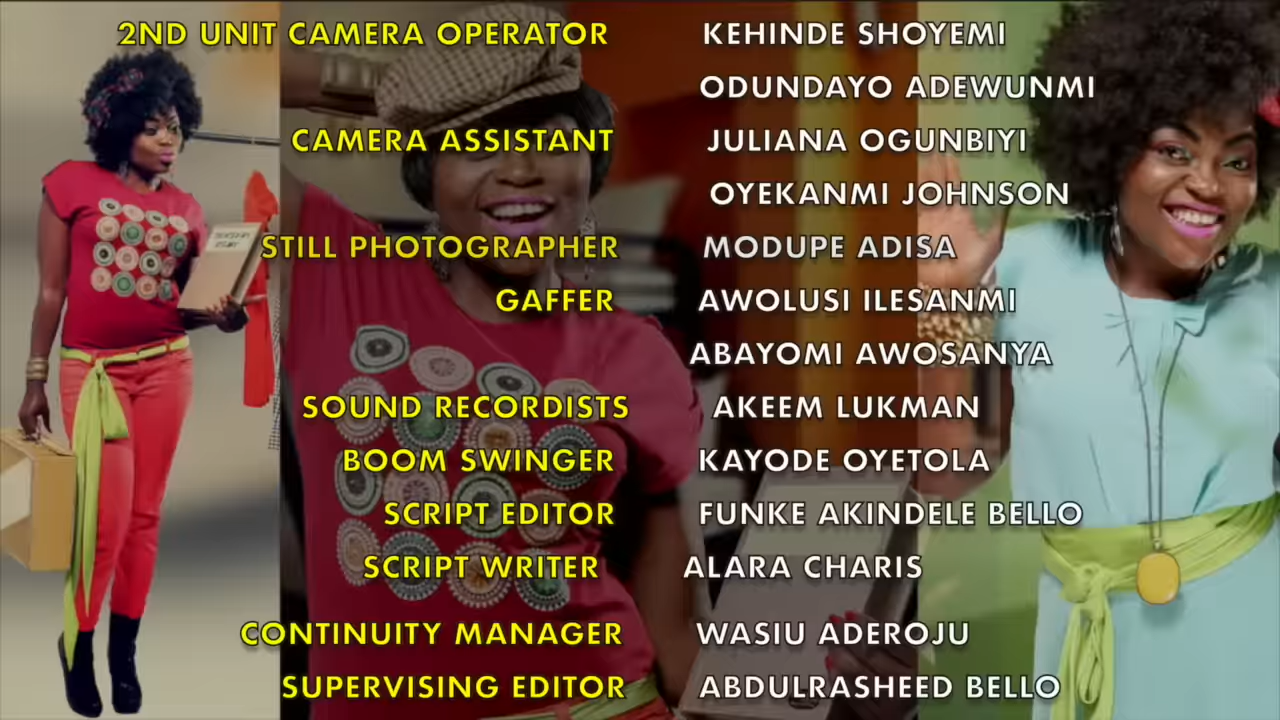 2ND UNIT CAMERA OPERATOR KEHINDE SHOYEMI
ODUNDAYO ADEWUNMI
CAMERA ASSISTANT JULIANA OGUNBIYI
OYEKANMI JOHNSON
STILL PHOTOGRAPHER MODUPE ADISA
GAFFER AWOLUSI ILESANMI
ABAYOMI AWOSANYA
SOUND RECORDISTS AKEEM LUKMAN
BOOM SWINGER KAYODE OYETOLA
SCRIPT EDITOR FUNKE AKINDELE BELLO
SCRIPT WRITER ALARA CHARIS
CONTINUITY MANAGER WASIU ADEROJU
SUPERVISING EDITOR ABDULRASHEED BELLO